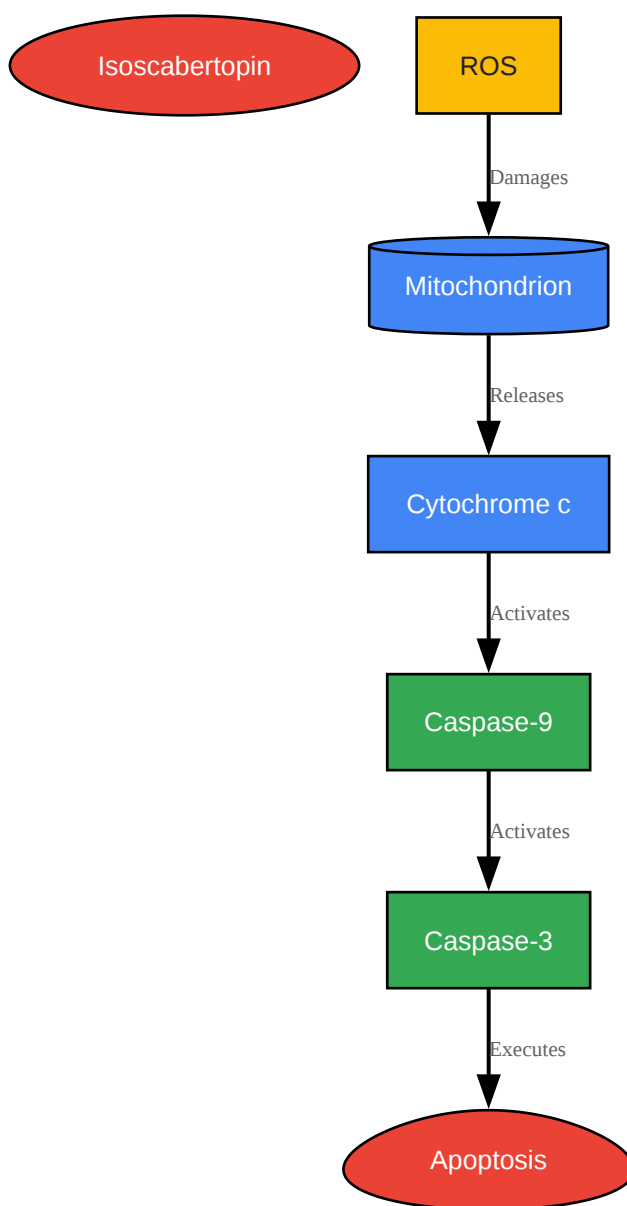 Isoscabertopin
ROS
Damages
Mitochondrion
Releases
Cytochrome c
Activates
Caspase-9
Activates
Caspase-3
Executes
Apoptosis